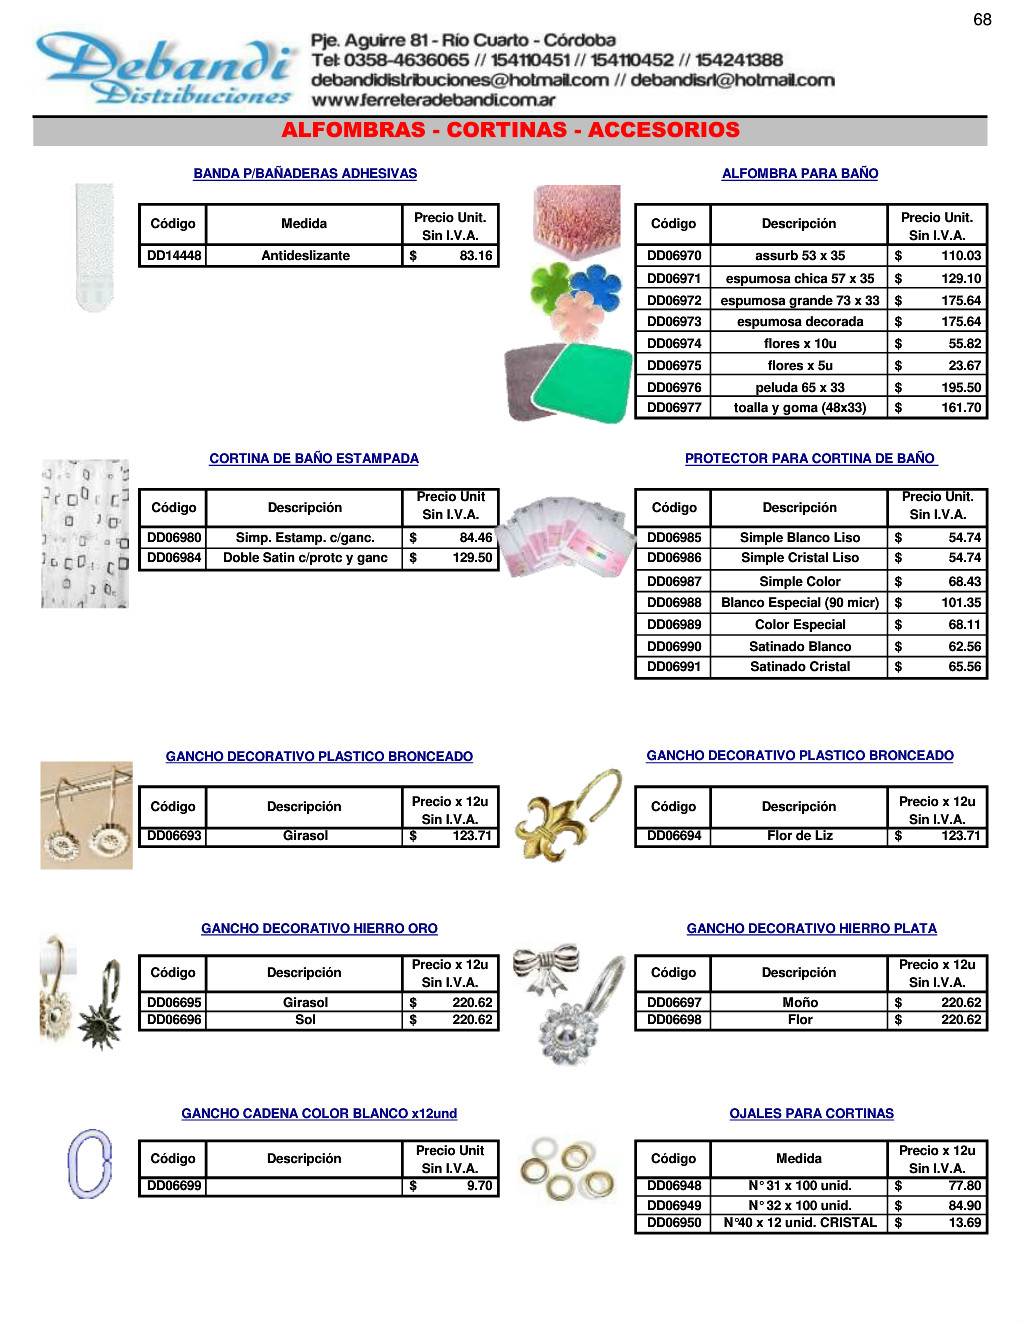 68
Debandi
Distribuciones
Pje. Aguirre 81 - Río Cuarto - Córdoba
Tel: 0358-4636065 // 154110451 // 154110452 // 154241388
debandidistribuciones@hotmail.com // debandisrl@hotmail.com
www.ferreteradebandi.com.ar
ALFOMBRAS - CORTINAS - ACCESORIOS
BANDA P/BAÑADERAS ADHESIVAS
Código Medida Precio Unit. Sin I.V.A.
DD14448 Antideslizante $ 83.16
ALFOMBRA PARA BAÑO
Código Descripción Precio Unit. Sin I.V.A.
DD06970 assurb 53 x 35 $ 110.03
DD06971 espumosa chica 57 x 35 $ 129.10
DD06972 espumosa grande 73 x 33 $ 175.64
DD06973 espumosa decorada $ 175.64
DD06974 flores x 10u $ 55.82
DD06975 flores x 5u $ 23.67
DD06976 peluda 65 x 33 $ 195.50
DD06977 toalla y goma (48x33) $ 161.70
CORTINA DE BAÑO ESTAMPADA
Código Descripción Precio Unit Sin I.V.A.
DD06980 Simp. Estamp. c/ganc. $ 84.46
DD06984 Doble Satin c/protc y ganc $ 129.50
PROTECTOR PARA CORTINA DE BAÑO
Código Descripción Precio Unit. Sin I.V.A.
DD06985 Simple Blanco Liso $ 54.74
DD06986 Simple Cristal Liso $ 54.74
DD06987 Simple Color $ 68.43
DD06988 Blanco Especial (90 micr) $ 101.35
DD06989 Color Especial $ 68.11
DD06990 Satinado Blanco $ 62.56
DD06991 Satinado Cristal $ 65.56
GANCHO DECORATIVO PLASTICO BRONCEADO
Código Descripción Precio x 12u Sin I.V.A.
DD06693 Girasol $ 123.71
GANCHO DECORATIVO PLASTICO BRONCEADO
Código Descripción Precio x 12u Sin I.V.A.
DD06694 Flor de Liz $ 123.71
GANCHO DECORATIVO HIERRO ORO
Código Descripción Precio x 12u Sin I.V.A.
DD06695 Girasol $ 220.62
DD06696 Sol $ 220.62
GANCHO DECORATIVO HIERRO PLATA
Código Descripción Precio x 12u Sin I.V.A.
DD06697 Moño $ 220.62
DD06698 Flor $ 220.62
GANCHO CADENA COLOR BLANCO x12und
Código Descripción Precio Unit Sin I.V.A.
DD06699 $ 9.70
OJALES PARA CORTINAS
Código Medida Precio x 12u Sin I.V.A.
DD06948 N° 31 x 100 unid. $ 77.80
DD06949 N° 32 x 100 unid. $ 84.90
DD06950 N°40 x 12 unid. CRISTAL $ 13.69